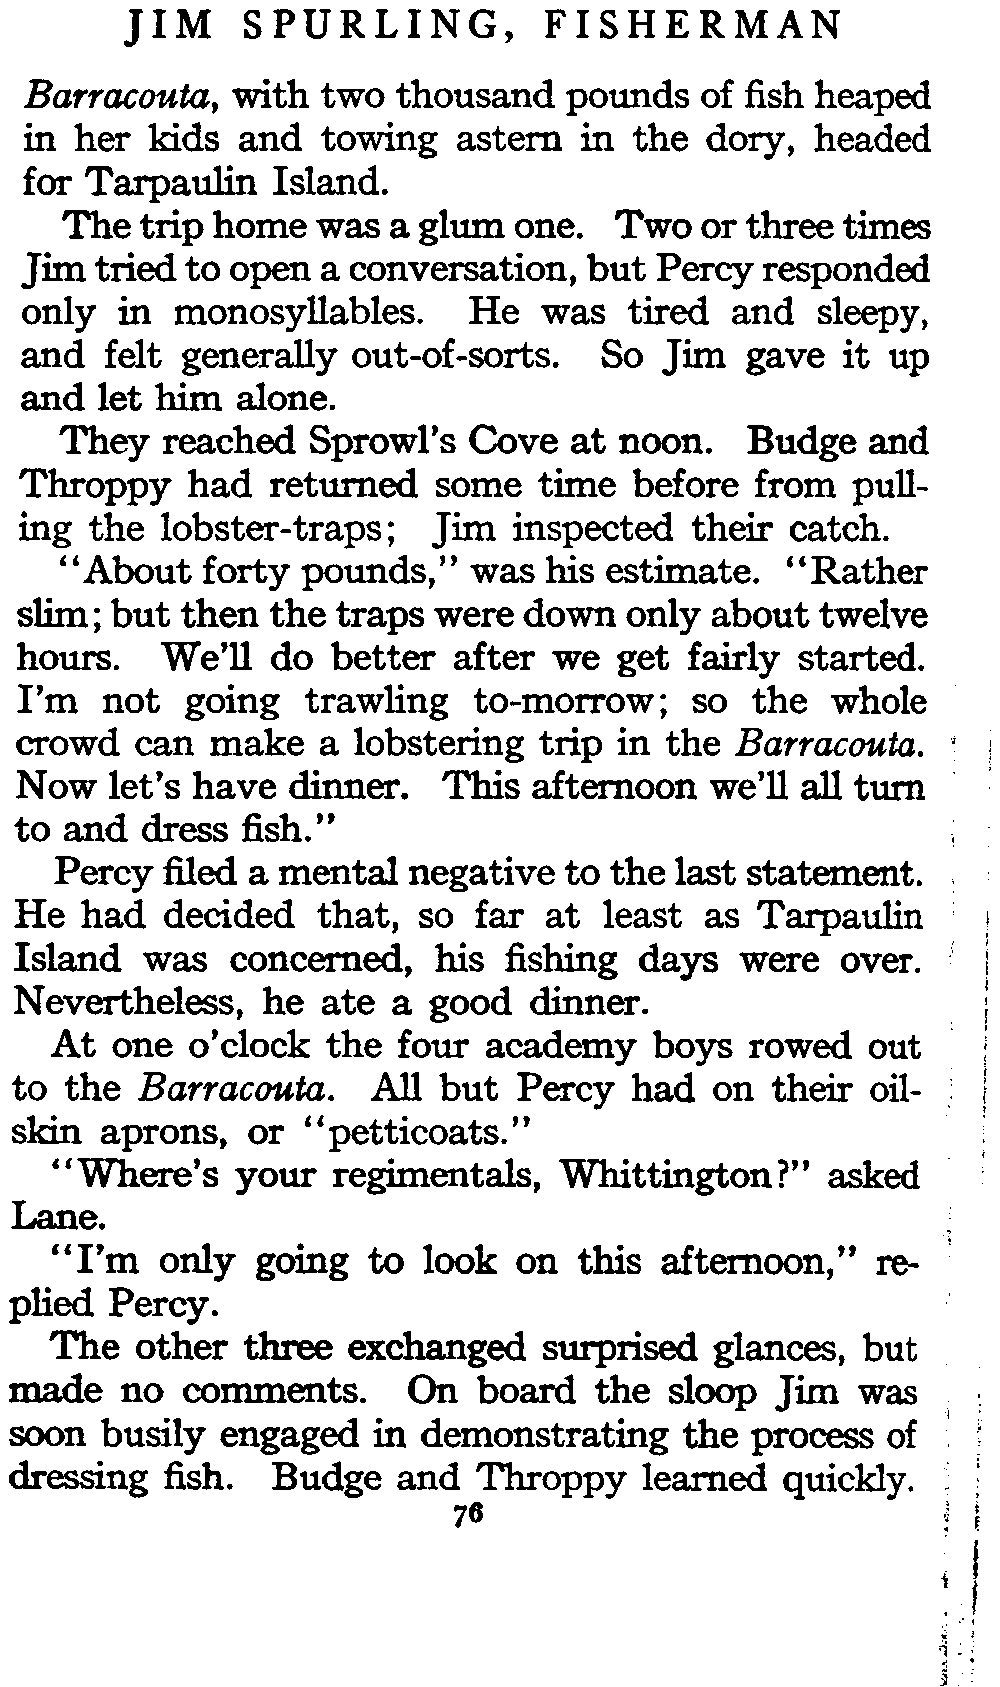 JIM SPURLING, FISHERMAN
Barracouta, with two thousand pounds of fish heaped
in her kids and towing astern in the dory, headed
for Tarpaulin Island.
The trip home was a glum one. Two or three times
Jim tried to open a conversation, but Percy responded
only in monosyllables. He was tired and sleepy,
and felt generally out-of-sorts. So Jim gave it up
and let him alone.
They reached Sprowl's Cove at noon. Budge and
Throppy had returned some time before from pull-
ing the lobster-traps; Jim inspected their catch.
"About forty pounds," was his estimate. "Rather
slim; but then the traps were down only about twelve
hours. We'll do better after we get fairly started.
I'm not going trawling to-morrow; so the whole
crowd can make a lobstering trip in the Barracouta.
Now let's have dinner. This afternoon we'll all turn
to and dress fish."
Percy filed a mental negative to the last statement.
He had decided that, so far at least as Tarpaulin
Island was concerned, his fishing days were over.
Nevertheless, he ate a good dinner.
At one o'clock the four academy boys rowed out
to the Barracouta. All but Percy had on their oil-
skin aprons, or "petticoats."
"Where's your regimentals, Whittington?" asked
Lane.
"I'm only going to look on this afternoon," re-
plied Percy.
The other three exchanged surprised glances, but
made no comments. On board the sloop Jim was
soon busily engaged in demonstrating the process of
dressing fish. Budge and Throppy learned quickly.
76